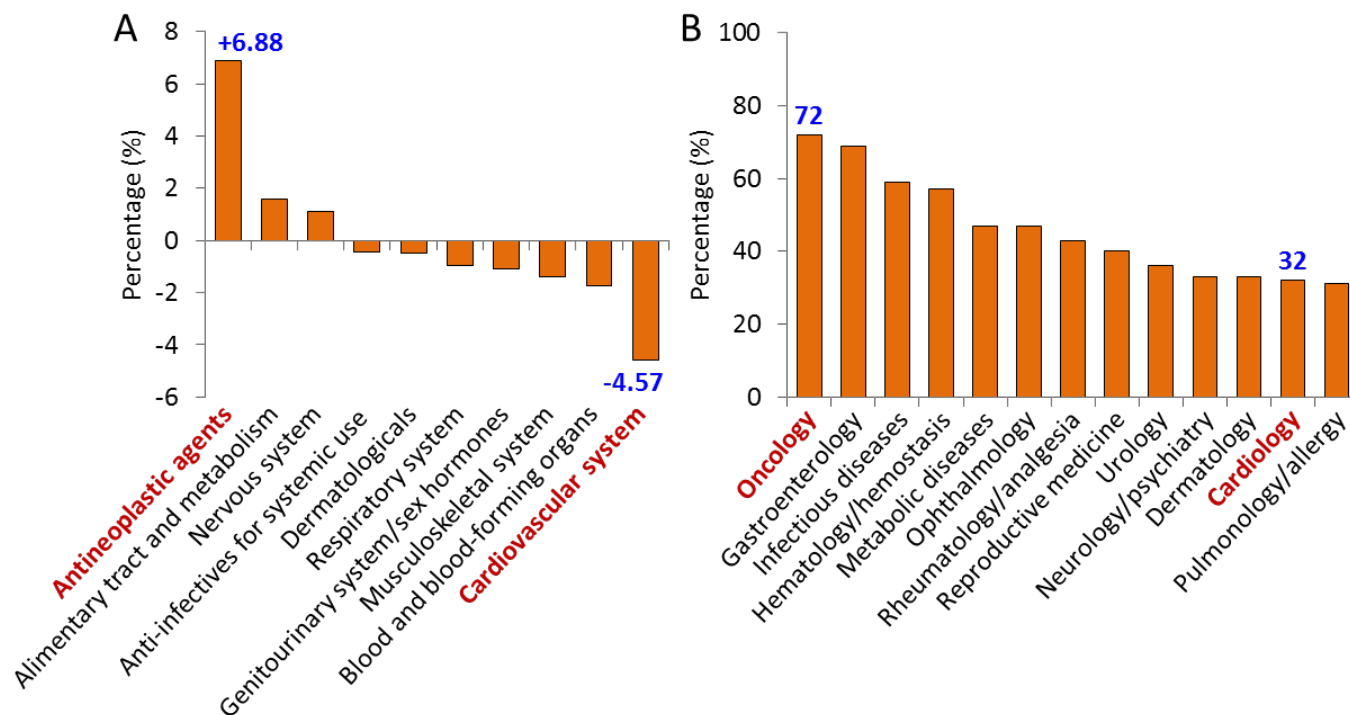 A
Percentage (%)
8
6
4
2
0
-2
-4
-6
+6.88
-4.57
Antineoplastic agents
Alimentary tract and metabolism
Nervous system
Anti-infectives for systemic use
Dermatologicals
Respiratory system
Genitourinary system/sex hormones
Musculoskeletal system
Blood and blood-forming organs
Cardiovascular system
B
Percentage (%)
100
80
60
40
20
0
72
32
Oncology
Gastroenterology
Infectious diseases
Hematology/hemostasis
Metabolic diseases
Ophthalmology
Rheumatology/analgesia
Reproductive medicine
Urology
Neurology/psychiatry
Dermatology
Cardiology
Pulmonology/allergy